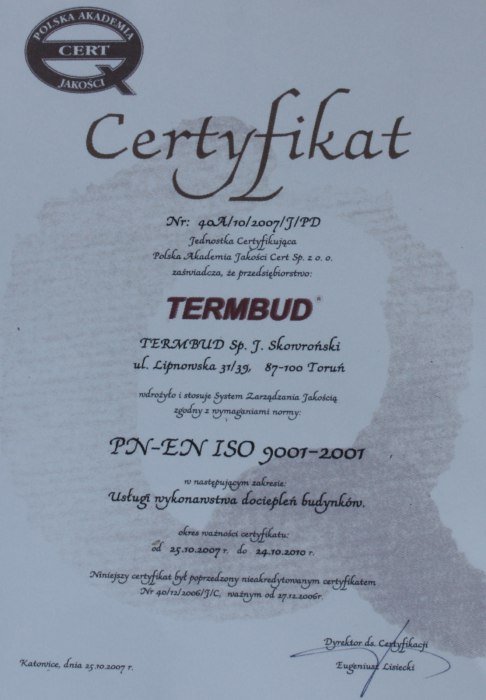 POLSKA AKADEMIA
CERT
JAKOŚCI
Certyfikat
Nr: 40A/10/2007/J/PD
Jednostka Certyfikująca
Polska Akademia Jakości Cert Sp. z o. o.
zaświadcza, że przedsiębiorstwo:
TERMBUD®
TERMBUD Sp. J. Skowroński
ul. Lipnowska 31/39, 87-100 Toruń
wdrożyło i stosuje System Zarządzania Jakością
zgodny z wymaganiami normy:
PN-EN ISO 9001-2001
w następującym zakresie:
Usługi wykonawstwa dociepleń budynków.
okres ważności certyfikatu:
od 25.10.2007 r. do 24.10.2010 r.
Niniejszy certyfikat był poprzedzony nieakredytowanym certyfikatem
Nr 40/12/2006/J/C, ważnym od 27.12.2006r.
Dyrektor ds. Certyfikacji
Eugeniusz Lisiecki
Katowice, dnia 25.10.2007 r.